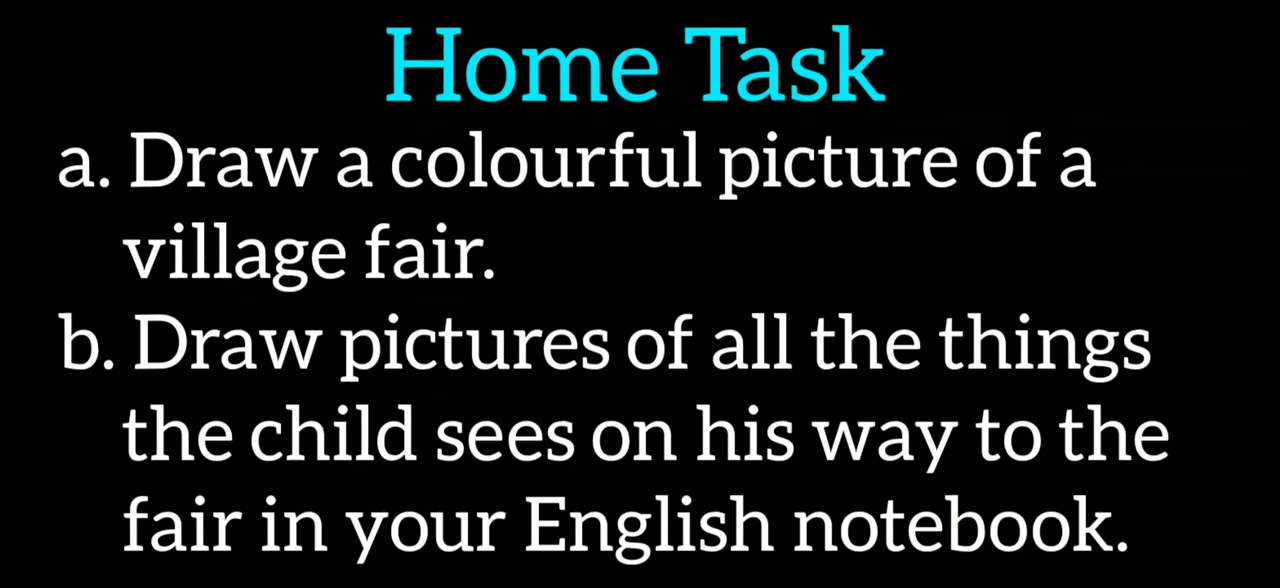 Home Task
a. Draw a colourful picture of a
village fair.
b. Draw pictures of all the things
the child sees on his way to the
fair in your English notebook.